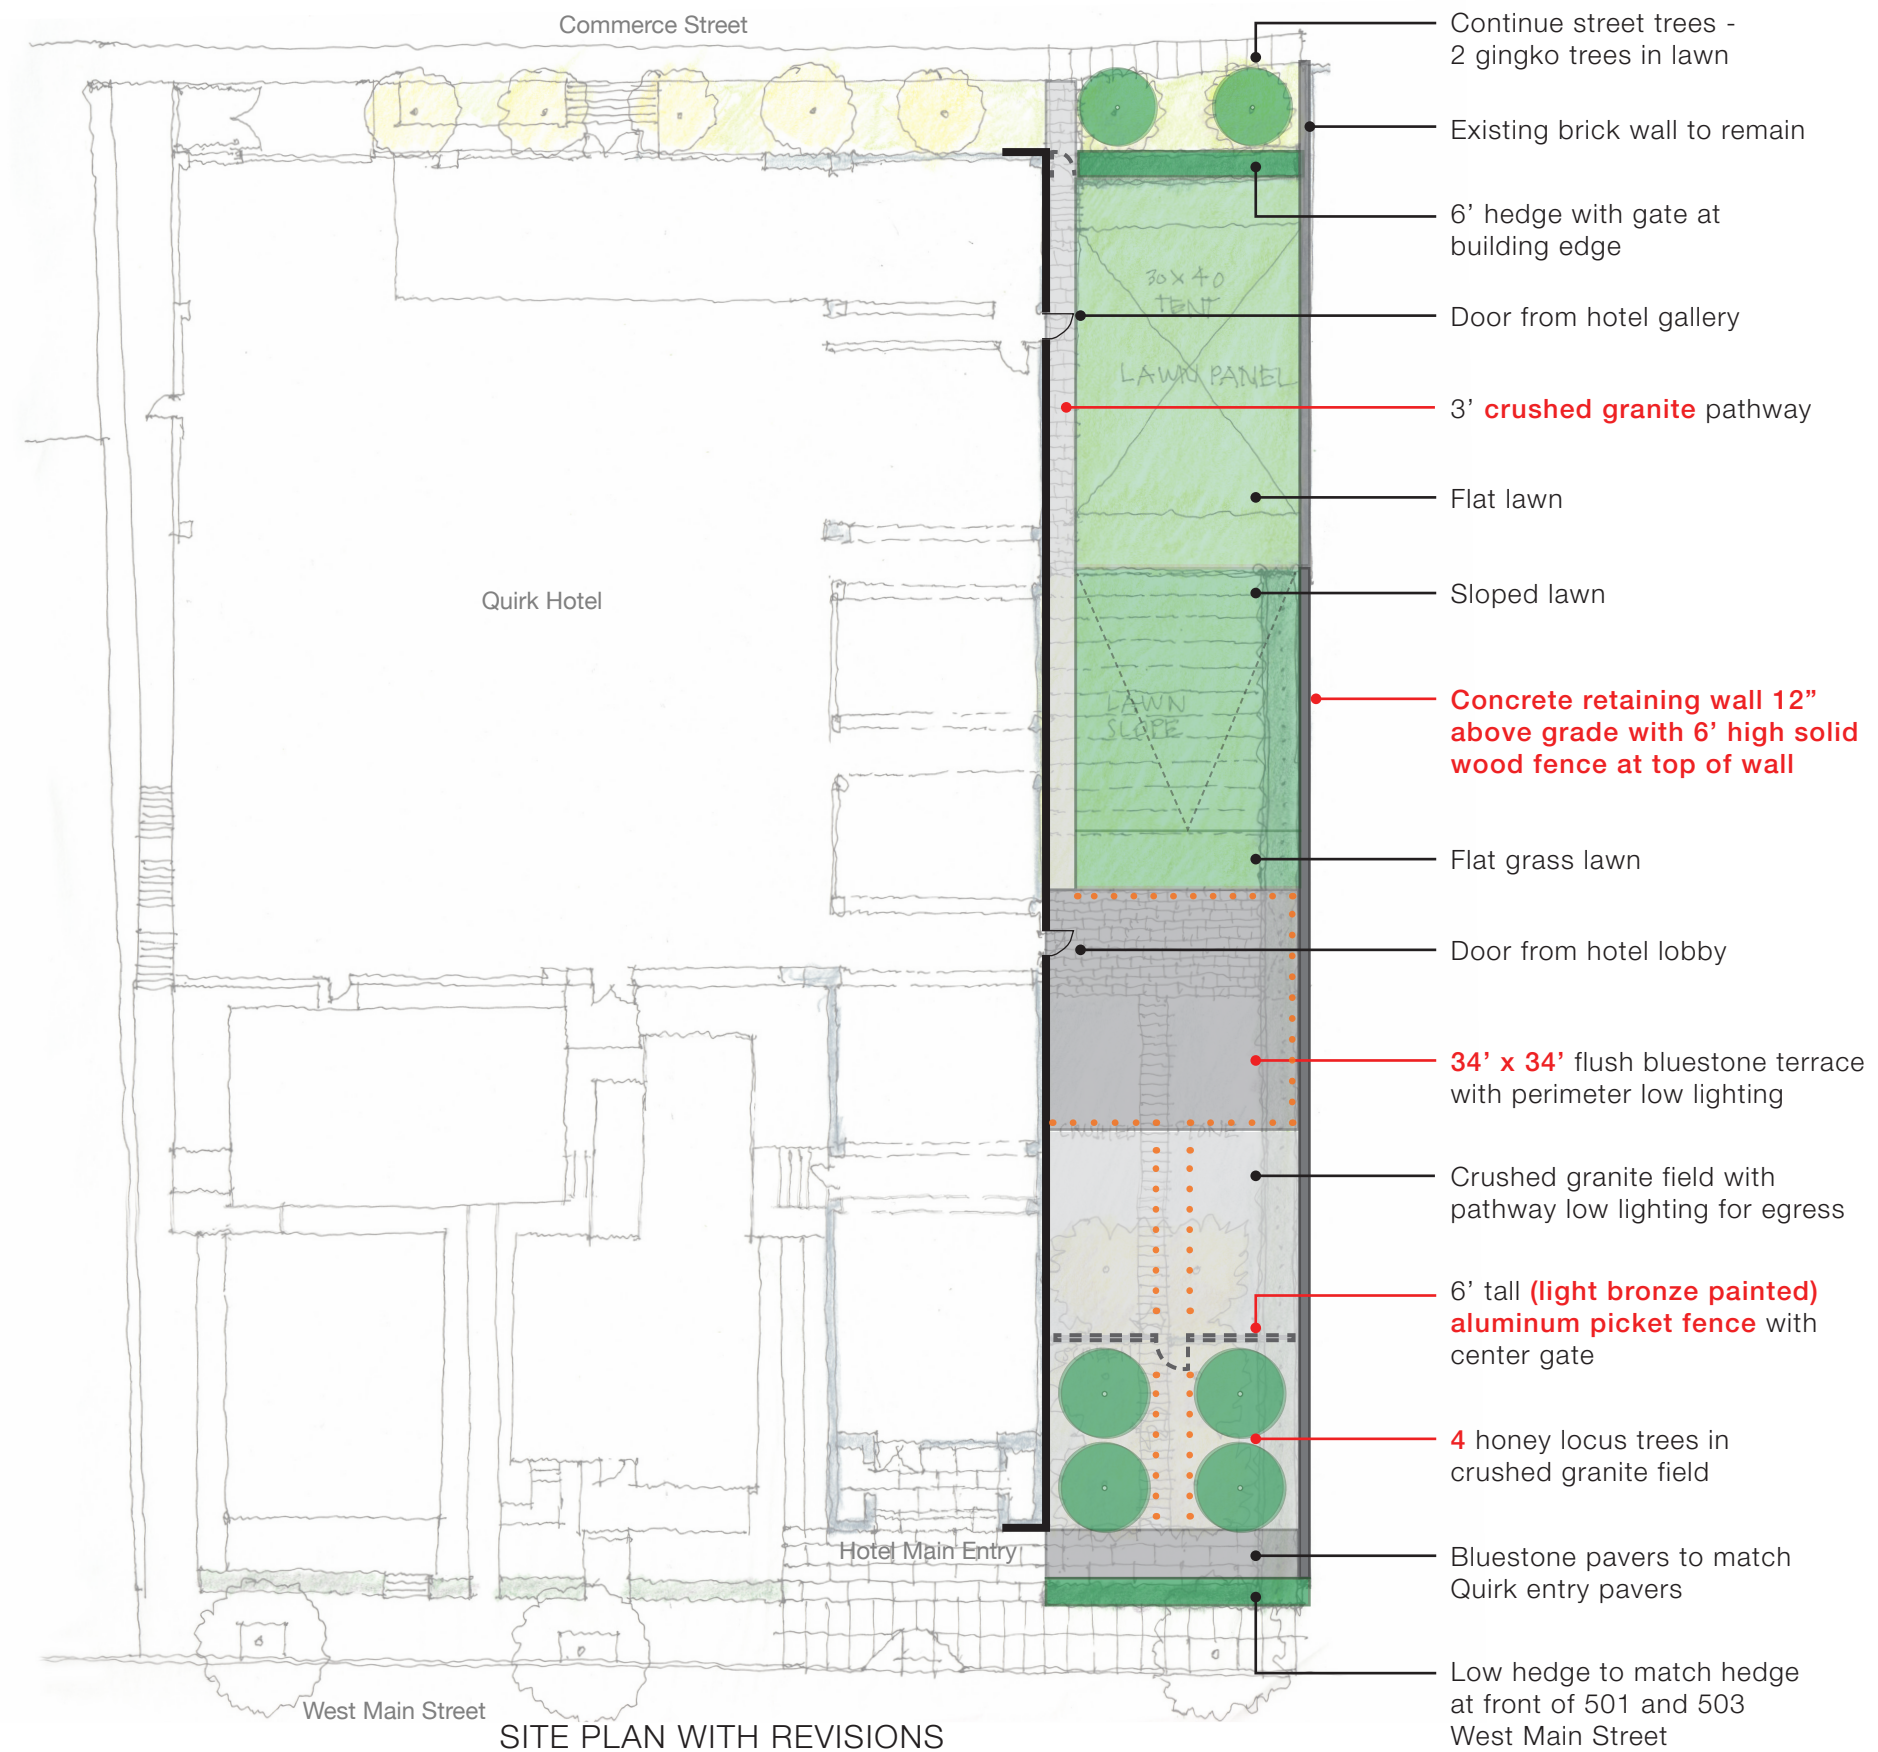 Commerce Street
Continue street trees -
2 gingko trees in lawn
Existing brick wall to remain
6’ hedge with gate at
building edge
30 X 40
TENT
Door from hotel gallery
LAWN PANEL
3’ crushed granite pathway
Flat lawn
Quirk Hotel
Sloped lawn
LAWN
SLOPE
Concrete retaining wall 12”
above grade with 6’ high solid
wood fence at top of wall
Flat grass lawn
Door from hotel lobby
34’ x 34’ flush bluestone terrace
with perimeter low lighting
CRUSHED STONE
Crushed granite field with
pathway low lighting for egress
6’ tall (light bronze painted)
aluminum picket fence with
center gate
4 honey locus trees in
crushed granite field
Hotel Main Entry
Bluestone pavers to match
Quirk entry pavers
Low hedge to match hedge
at front of 501 and 503
West Main Street
West Main Street
SITE PLAN WITH REVISIONS